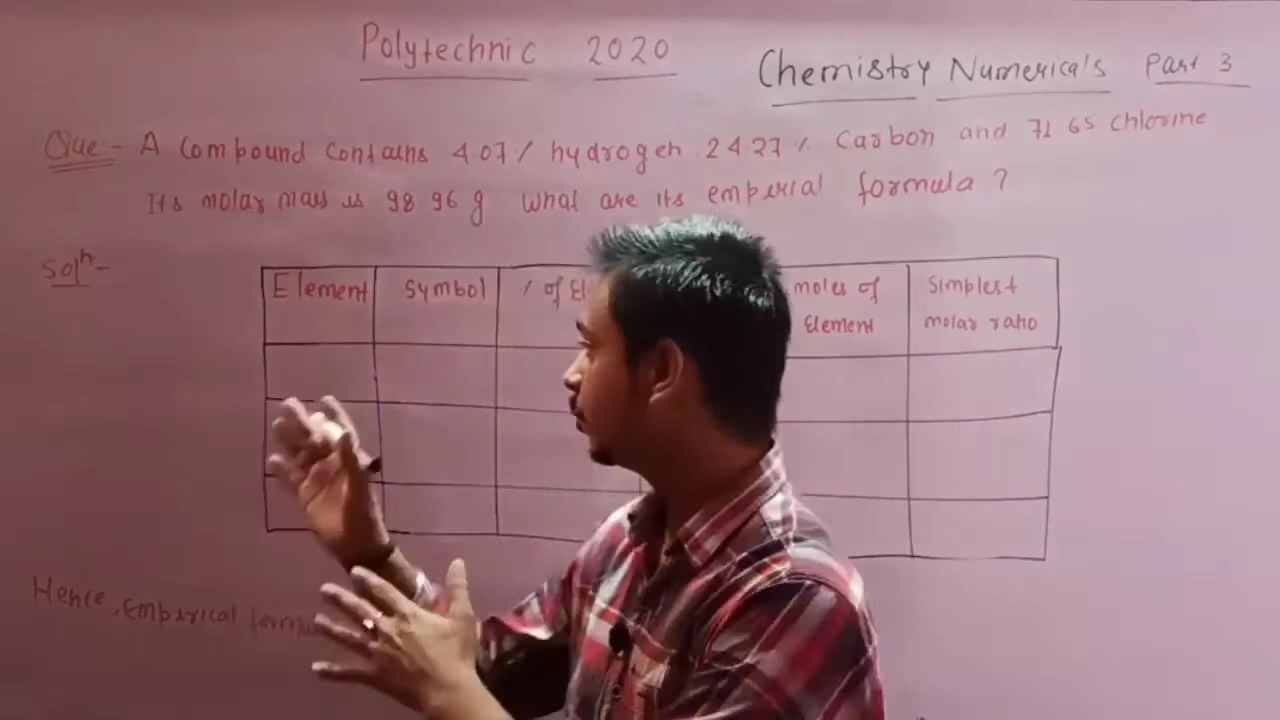 Polytechnic 2020
Chemistry Numericals Part 3
Que:- A Compound Contains 4.07% hydrogen 24.27% Carbon and 71.65 Chlorine
Its molar mass is 98.96 g What are its emperial formula ?
Solⁿ-
Element Symbol % of moles of Element Simplest molar ratio
Hence, emperical